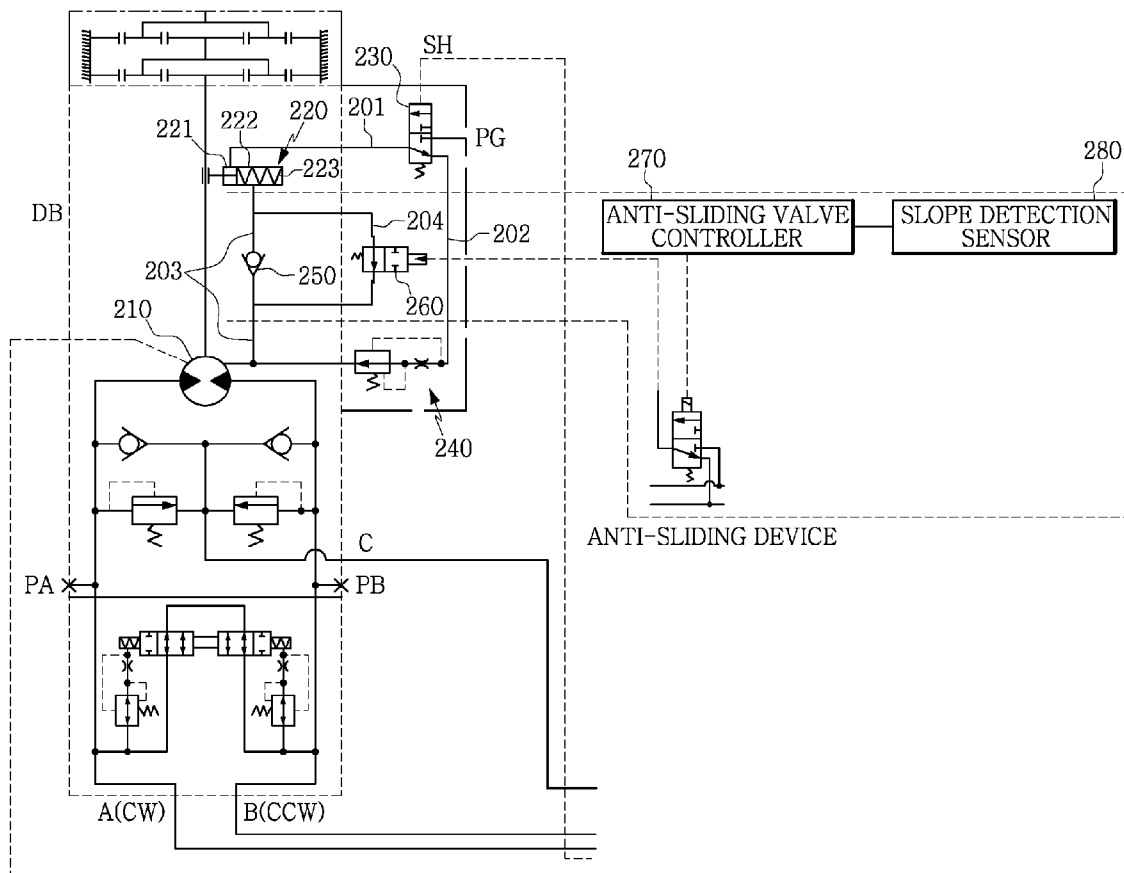 SH
230
201
PG
222
220
221
223
270
280
ANTI-SLIDING VALVE
CONTROLLER
SLOPE DETECTION
SENSOR
DB
204
202
203
250
260
210
240
ANTI-SLIDING DEVICE
C
PA
PB
A(CW)
B(CCW)